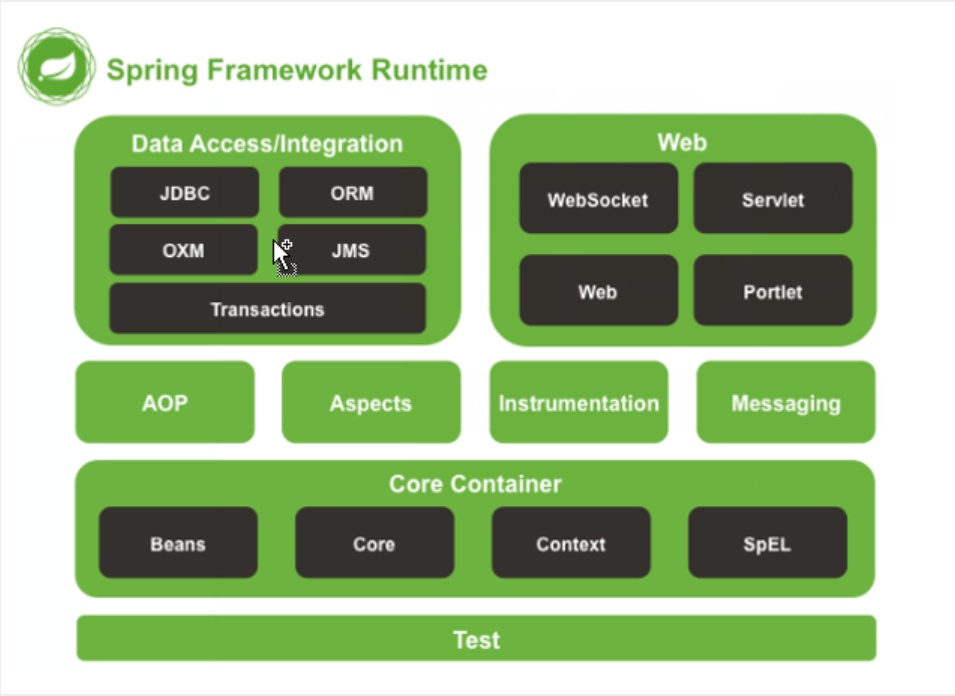 Spring Framework Runtime
Data Access/Integration
JDBC
ORM
OXM
JMS
Transactions
Web
WebSocket
Servlet
Web
Portlet
AOP
Aspects
Instrumentation
Messaging
Core Container
Beans
Core
Context
SpEL
Test